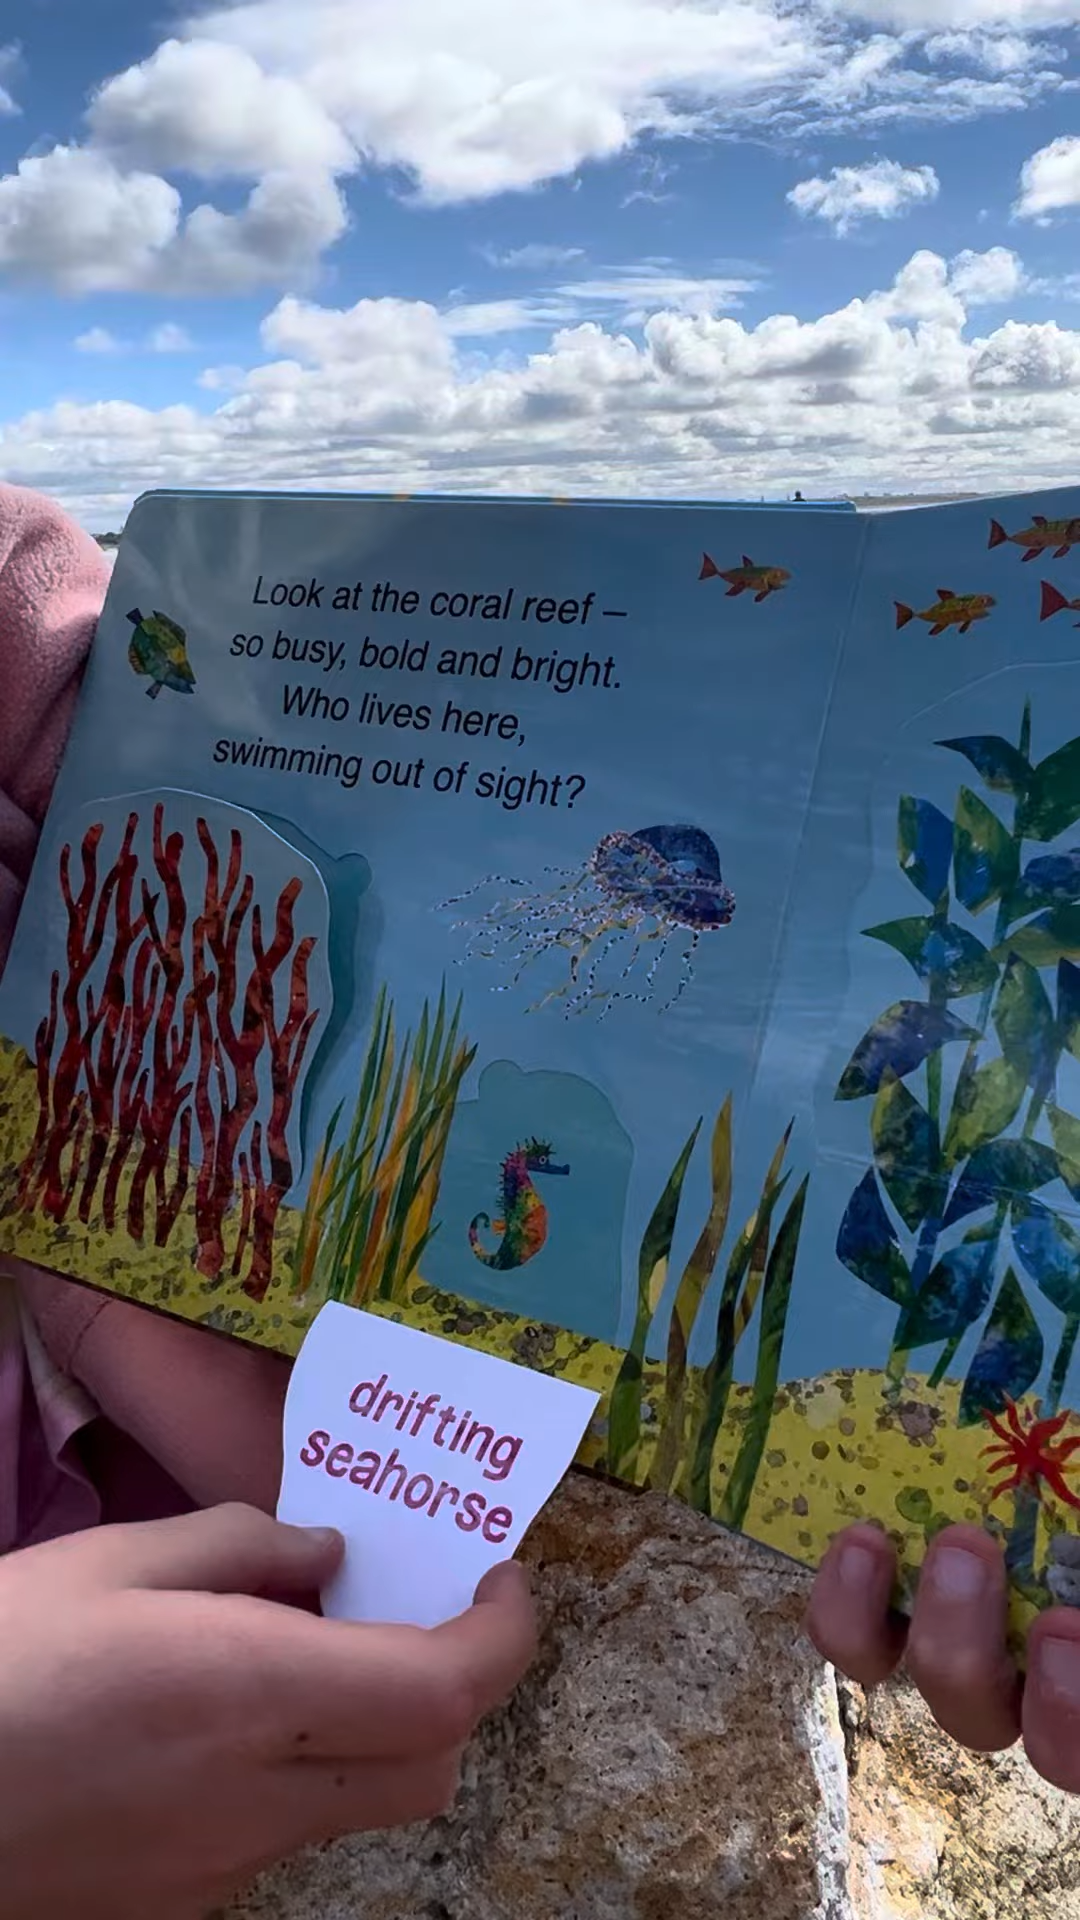 Look at the coral reef –
so busy, bold and bright.
Who lives here,
swimming out of sight?
drifting
seahorse